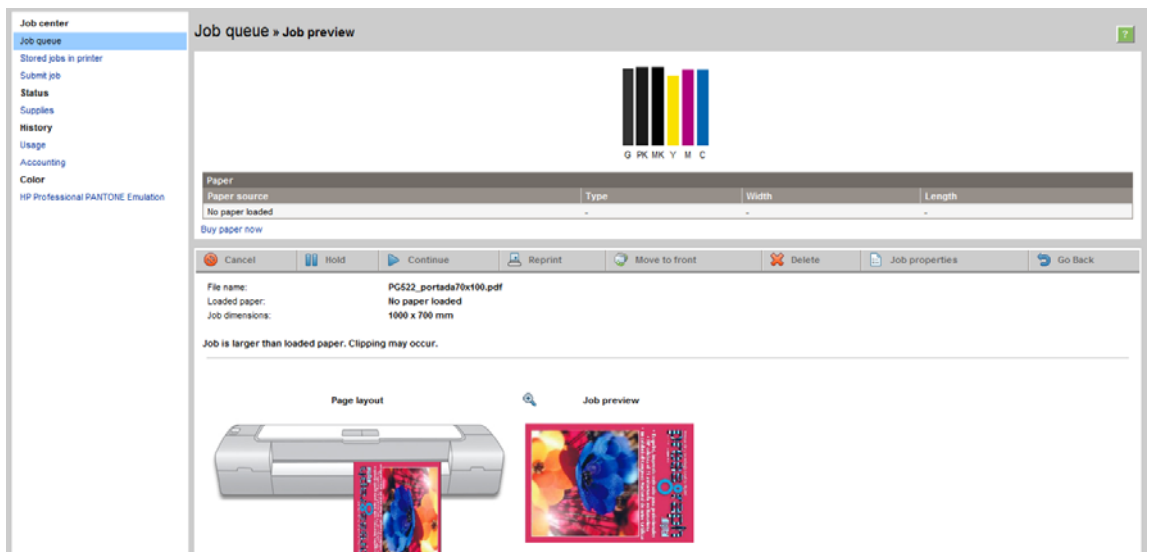 Job center
Job queue
Stored jobs in printer
Submit job
Status
Supplies
History
Usage
Accounting
Color
HP Professional PANTONE Emulation
Job queue » Job preview
?
G PK MK Y M C
Paper
Paper source Type Width Length
No paper loaded - - -
Buy paper now
Cancel Hold Continue Reprint Move to front Delete Job properties Go Back
File name: PG522_portada70x100.pdf
Loaded paper: No paper loaded
Job dimensions: 1000 x 700 mm
Job is larger than loaded paper. Clipping may occur.
Page layout Job preview